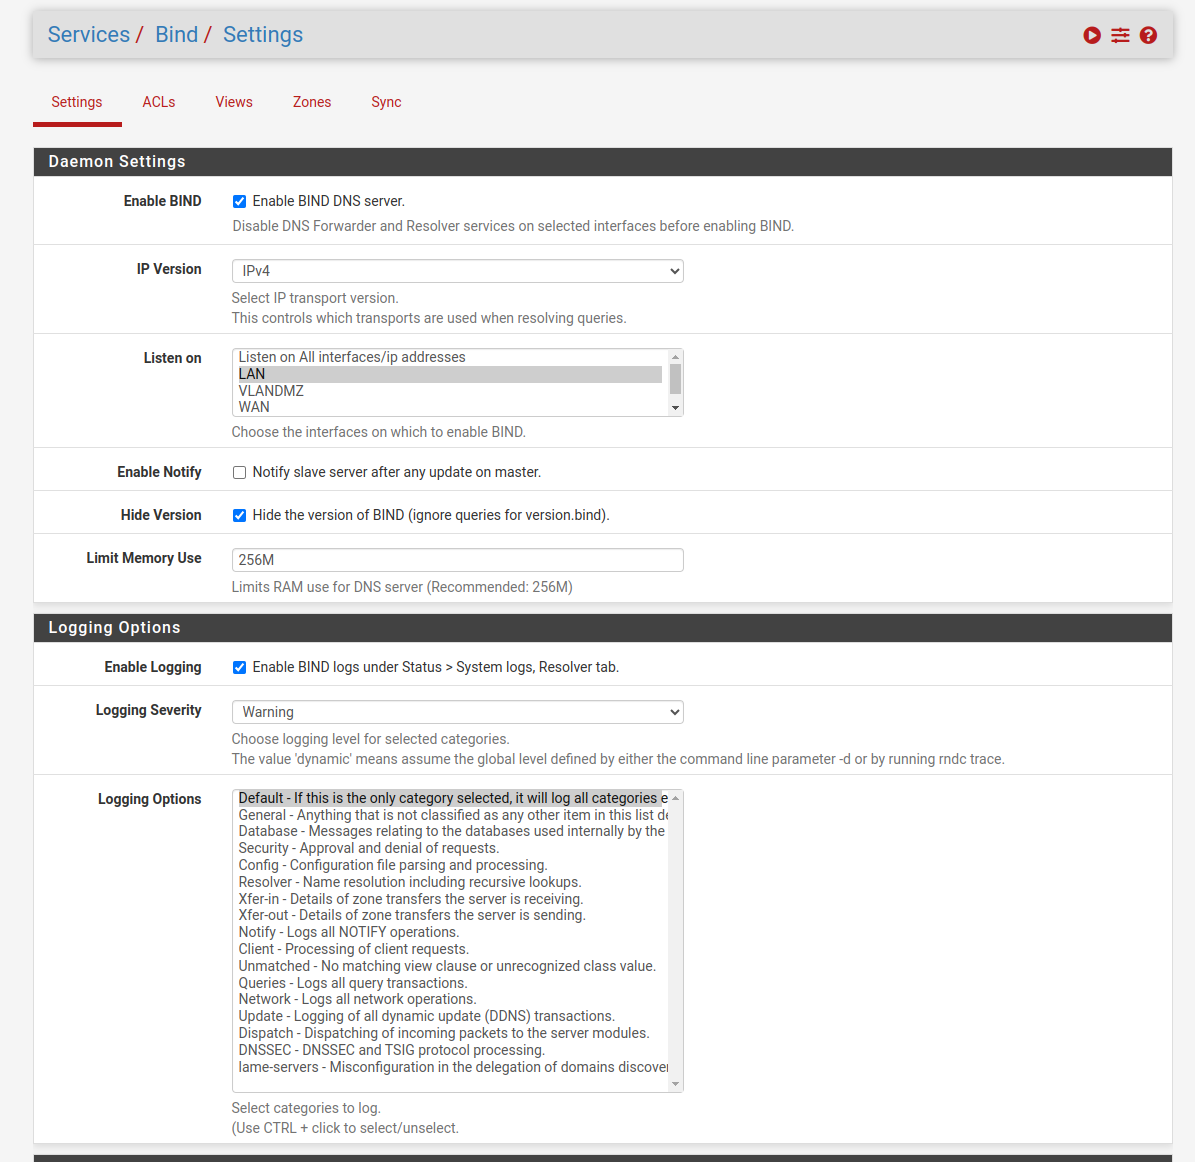 Services / Bind / Settings
Settings ACLs Views Zones Sync
Daemon Settings
Enable BIND Enable BIND DNS server.
Disable DNS Forwarder and Resolver services on selected interfaces before enabling BIND.
IP Version IPv4
Select IP transport version.
This controls which transports are used when resolving queries.
Listen on Listen on All interfaces/ip addresses
LAN
VLANDMZ
WAN
Choose the interfaces on which to enable BIND.
Enable Notify Notify slave server after any update on master.
Hide Version Hide the version of BIND (ignore queries for version.bind).
Limit Memory Use 256M
Limits RAM use for DNS server (Recommended: 256M)
Logging Options
Enable Logging Enable BIND logs under Status > System logs, Resolver tab.
Logging Severity Warning
Choose logging level for selected categories.
The value 'dynamic' means assume the global level defined by either the command line parameter -d or by running rndc trace.
Logging Options Default - If this is the only category selected, it will log all categories e
General - Anything that is not classified as any other item in this list de
Database - Messages relating to the databases used internally by the
Security - Approval and denial of requests.
Config - Configuration file parsing and processing.
Resolver - Name resolution including recursive lookups.
Xfer-in - Details of zone transfers the server is receiving.
Xfer-out - Details of zone transfers the server is sending.
Notify - Logs all NOTIFY operations.
Client - Processing of client requests.
Unmatched - No matching view clause or unrecognized class value.
Queries - Logs all query transactions.
Network - Logs all network operations.
Update - Logging of all dynamic update (DDNS) transactions.
Dispatch - Dispatching of incoming packets to the server modules.
DNSSEC - DNSSEC and TSIG protocol processing.
lame-servers - Misconfiguration in the delegation of domains discover
Select categories to log.
(Use CTRL + click to select/unselect.